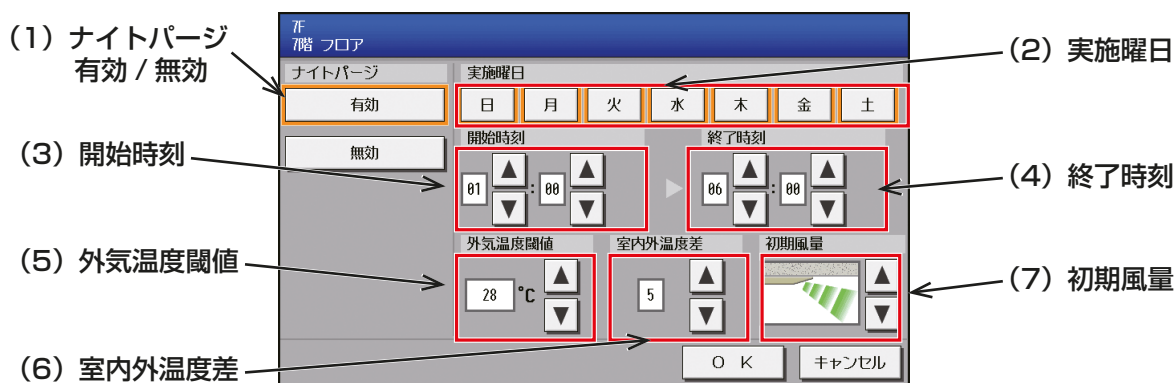 (1) ナイトパージ
有効 / 無効
(2) 実施曜日
(3) 開始時刻
(4) 終了時刻
(5) 外気温度閾値
(6) 室内外温度差
(7) 初期風量
7F
7階 フロア
ナイトパージ
実施曜日
有効
日 月 火 水 木 金 土
無効
開始時刻
終了時刻
01 : 00
06 : 00
外気温度閾値
室内外温度差
初期風量
28 °C
5
O K
キャンセル